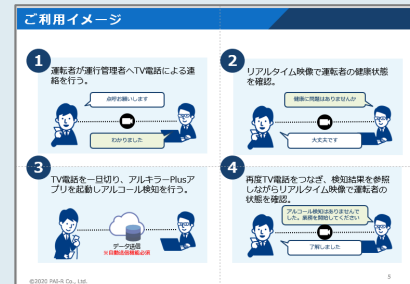 ご利用イメージ
1
運転者が運行管理者へTV電話による連
絡を行う。
点呼お願いします
わかりました
2
リアルタイム映像で運転者の健康状態
を確認。
健康に問題はありませんか
大丈夫です
3
TV電話を一旦切り、アルキラーPlusア
プリを起動しアルコール検知を行う。
データ送信
※自動送信機能必須
4
再度TV電話をつなぎ、検知結果を参照
しながらリアルタイム映像で運転者の
状態を確認。
アルコール検知はありませんで
した。業務を開始してください
了解しました
©2020 PAI-R Co., Ltd.
5